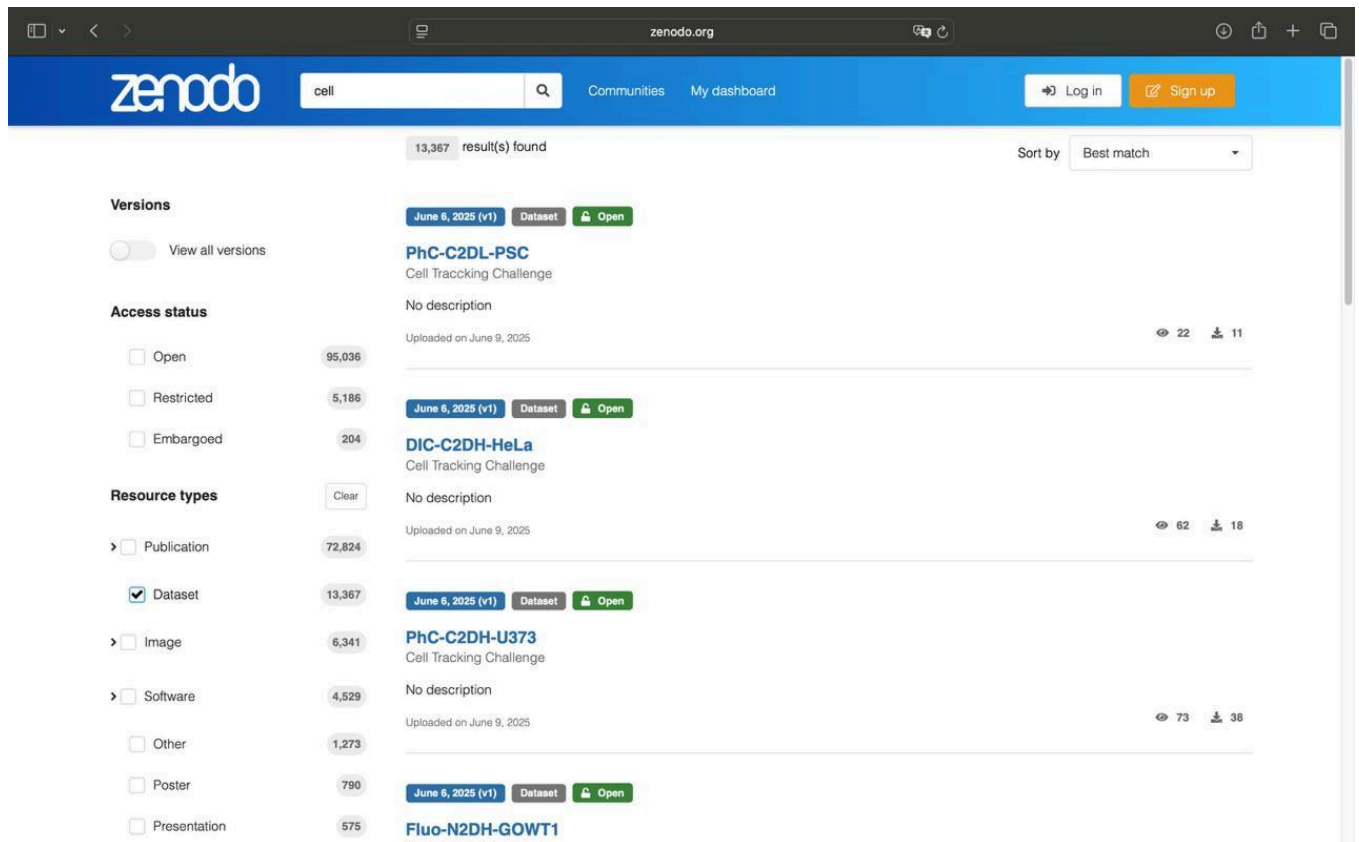 zenodo.org
zenodo
cell
Communities
My dashboard
Log in
Sign up
13,367 result(s) found
Sort by
Best match
Versions
View all versions
Access status
Open 95,036
Restricted 5,186
Embargoed 204
Resource types Clear
Publication 72,824
Dataset 13,367
Image 6,341
Software 4,529
Other 1,273
Poster 790
Presentation 575
June 6, 2025 (v1) Dataset Open
PhC-C2DL-PSC
Cell Traccking Challenge
No description
Uploaded on June 9, 2025 22 11
June 6, 2025 (v1) Dataset Open
DIC-C2DH-HeLa
Cell Tracking Challenge
No description
Uploaded on June 9, 2025 62 18
June 6, 2025 (v1) Dataset Open
PhC-C2DH-U373
Cell Tracking Challenge
No description
Uploaded on June 9, 2025 73 38
June 6, 2025 (v1) Dataset Open
Fluo-N2DH-GOWT1